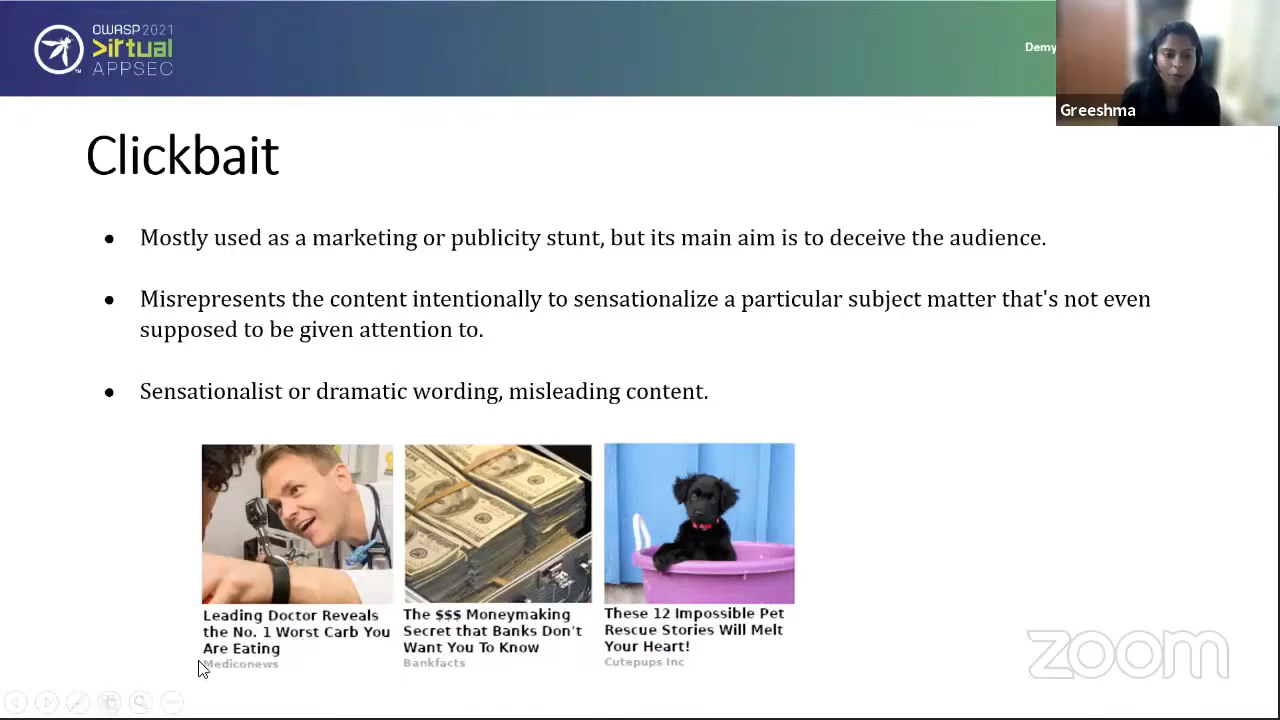 OWASP 2021
Virtual
APPSEC
Demy
Greeshma
Clickbait
Mostly used as a marketing or publicity stunt, but its main aim is to deceive the audience.
Misrepresents the content intentionally to sensationalize a particular subject matter that's not even
supposed to be given attention to.
Sensationalist or dramatic wording, misleading content.
Leading Doctor Reveals
the No. 1 Worst Carb You
Are Eating
Mediconews
The $$$ Moneymaking
Secret that Banks Don't
Want You To Know
Bankfacts
These 12 Impossible Pet
Rescue Stories Will Melt
Your Heart!
Cutepups Inc
zoom